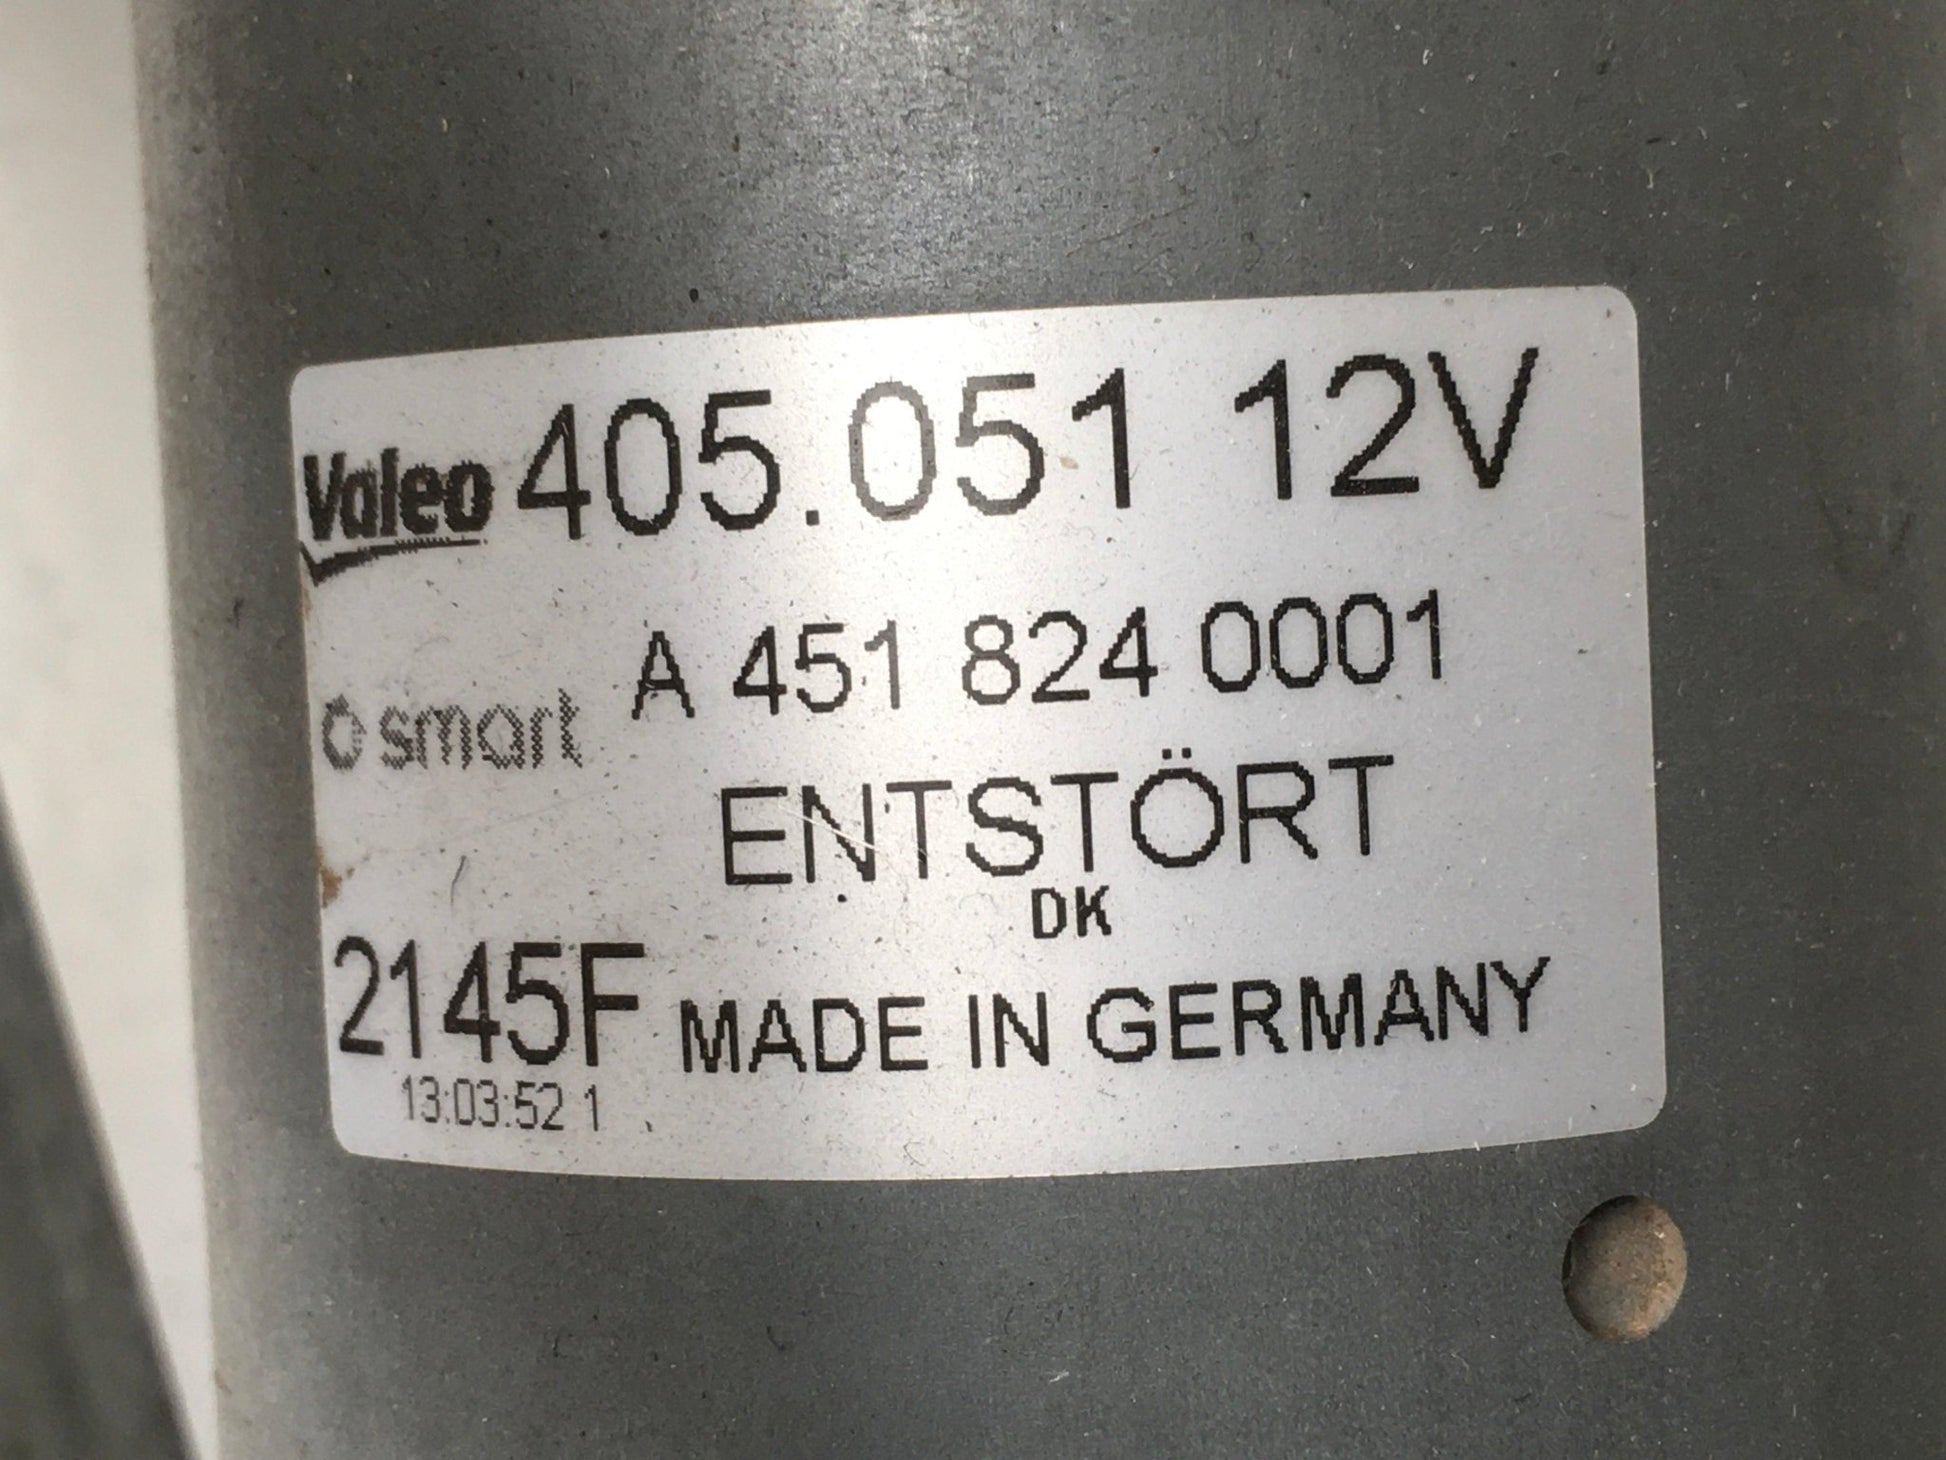 Valeo 405.051 12V
A 451 824 0001
smart
ENTSTÖRT
DK
2145F MADE IN GERMANY
13:03:52 1